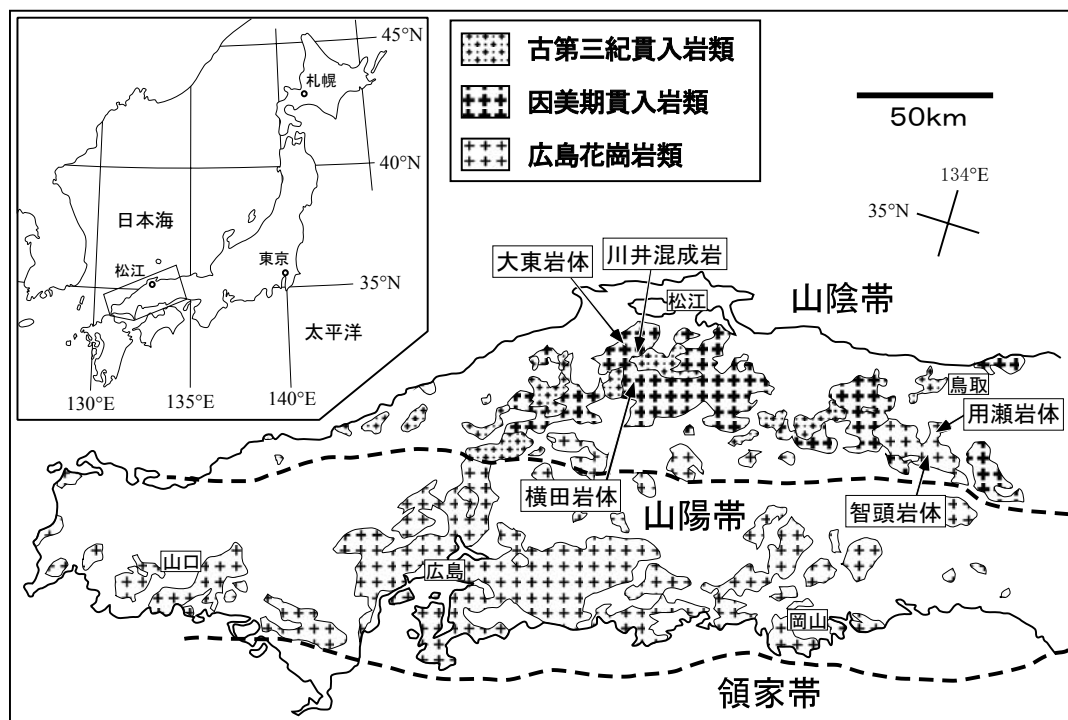 45°N
札幌
40°N
日本海
松江
東京
35°N
太平洋
130°E
135°E
140°E
古第三紀貫入岩類
因美期貫入岩類
広島花崗岩類
50km
134°E
35°N
大東岩体
川井混成岩
松江
山陰帯
鳥取
用瀬岩体
横田岩体
山陽帯
智頭岩体
山口
広島
岡山
領家帯